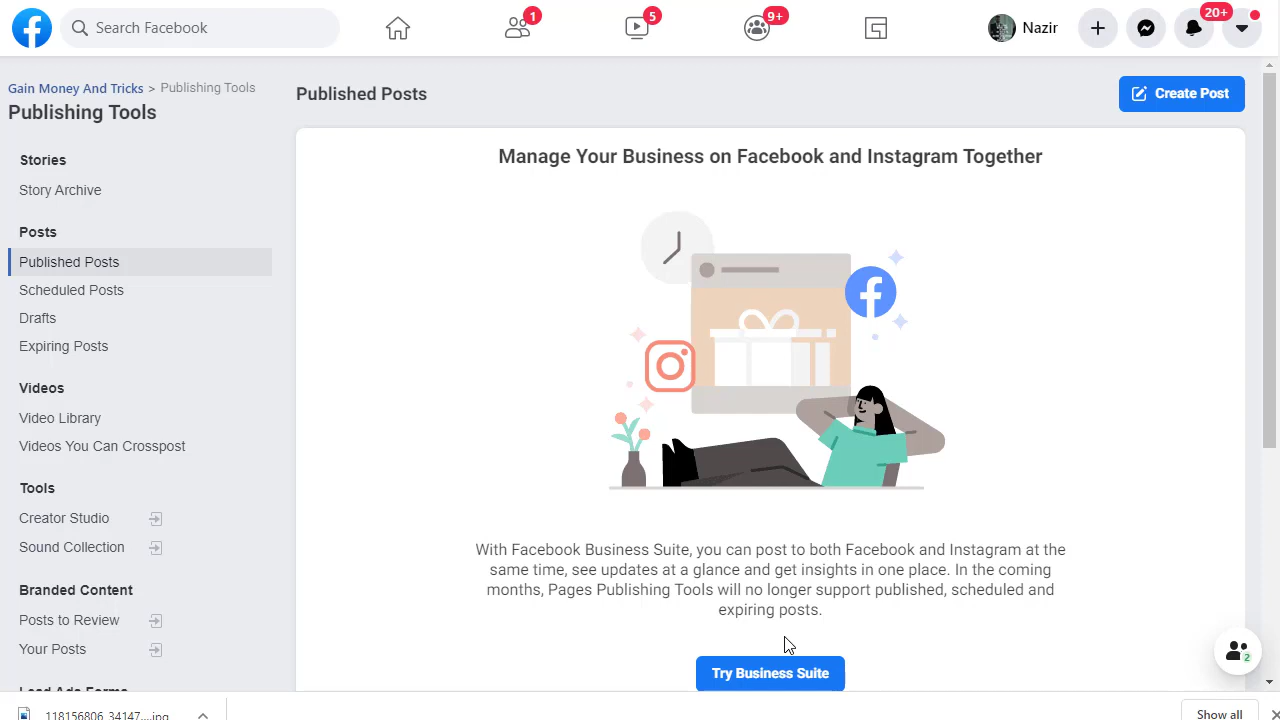 Search Facebook
1
5
9+
Nazir
20+
Gain Money And Tricks > Publishing Tools
Publishing Tools
Stories
Story Archive
Posts
Published Posts
Scheduled Posts
Drafts
Expiring Posts
Videos
Video Library
Videos You Can Crosspost
Tools
Creator Studio
Sound Collection
Branded Content
Posts to Review
Your Posts
Lead Ads Forms
Published Posts
Create Post
Manage Your Business on Facebook and Instagram Together
With Facebook Business Suite, you can post to both Facebook and Instagram at the
same time, see updates at a glance and get insights in one place. In the coming
months, Pages Publishing Tools will no longer support published, scheduled and
expiring posts.
Try Business Suite
2
118156806_34147....jpg
Show all